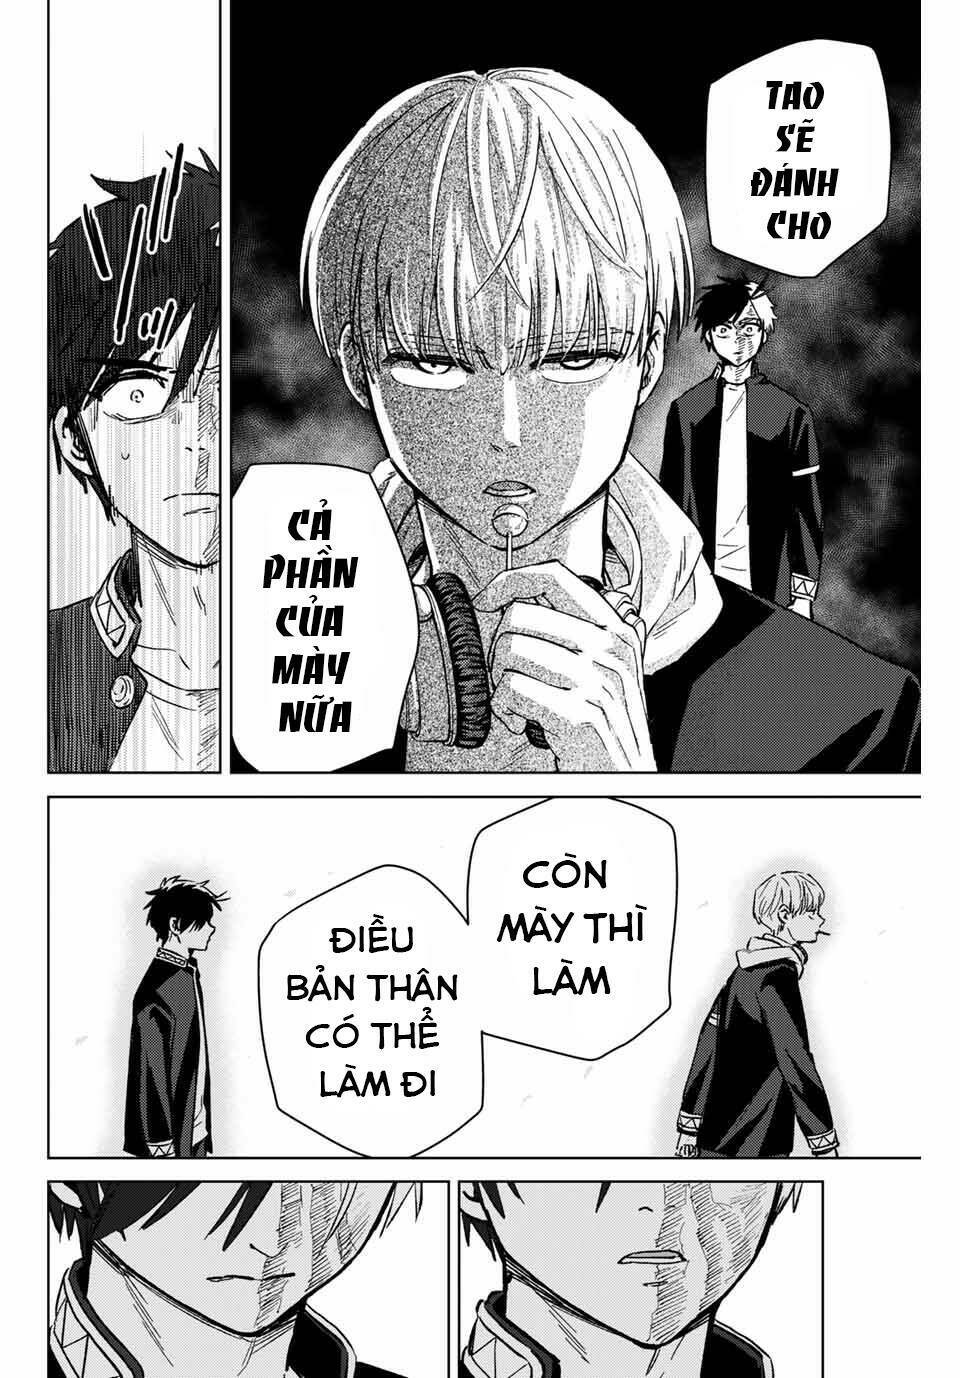 TAO
SẼ
ĐÁNH
CHO
CẢ
PHẦN
CỦA
MÀY
NỮA
CÒN
MÀY THÌ
LÀM
ĐIỀU
BẢN THÂN
CÓ THỂ
LÀM ĐI